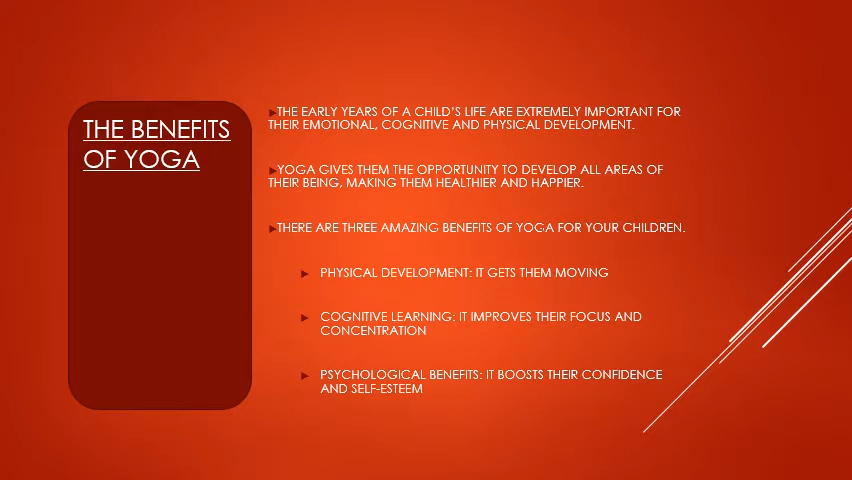 THE BENEFITS
OF YOGA
THE EARLY YEARS OF A CHILD'S LIFE ARE EXTREMELY IMPORTANT FOR
THEIR EMOTIONAL, COGNITIVE AND PHYSICAL DEVELOPMENT.
YOGA GIVES THEM THE OPPORTUNITY TO DEVELOP ALL AREAS OF
THEIR BEING, MAKING THEM HEALTHIER AND HAPPIER.
THERE ARE THREE AMAZING BENEFITS OF YOGA FOR YOUR CHILDREN.
PHYSICAL DEVELOPMENT: IT GETS THEM MOVING
COGNITIVE LEARNING: IT IMPROVES THEIR FOCUS AND
CONCENTRATION
PSYCHOLOGICAL BENEFITS: IT BOOSTS THEIR CONFIDENCE
AND SELF-ESTEEM